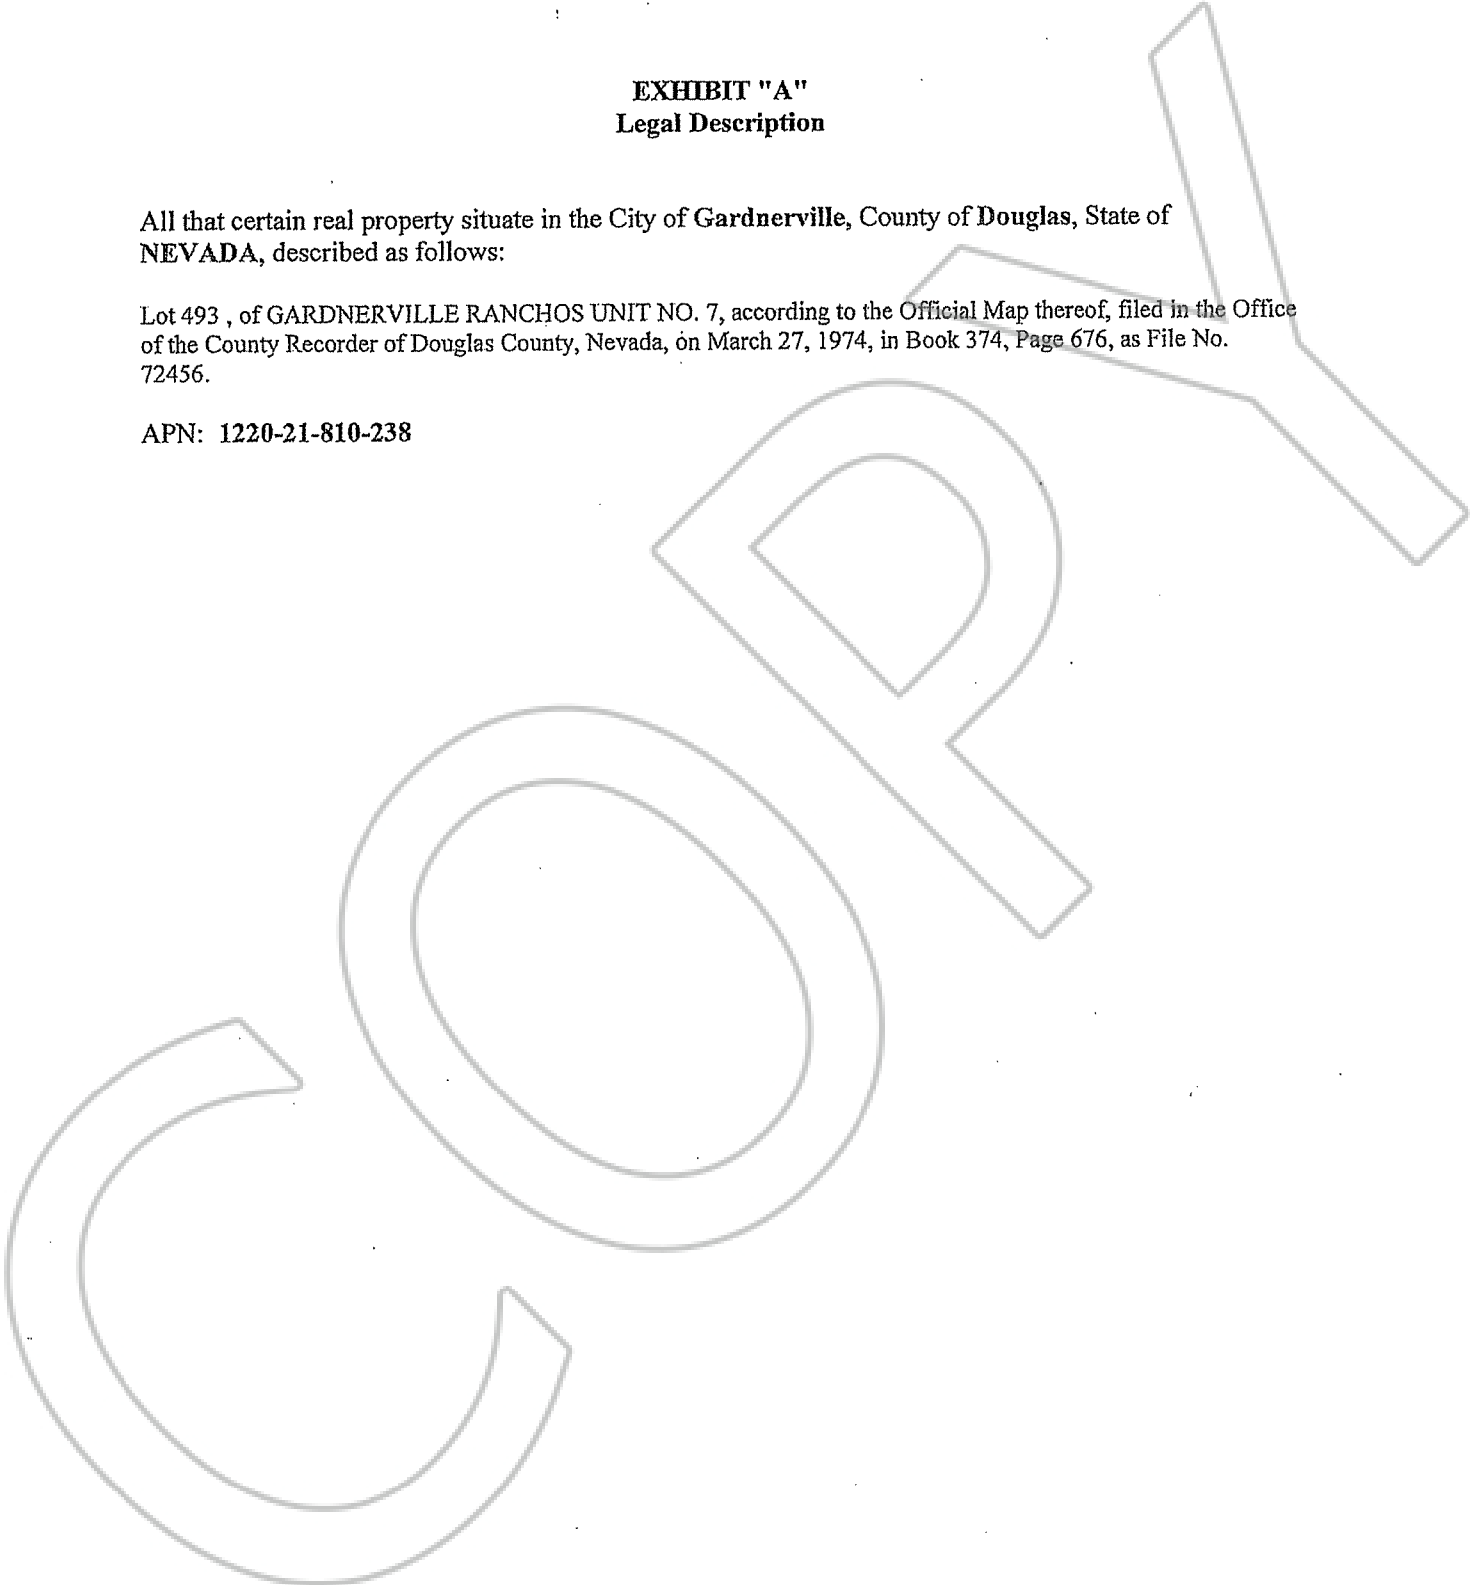 EXHIBIT "A"
Legal Description
All that certain real property situate in the City of Gardnerville, County of Douglas, State of
NEVADA, described as follows:
Lot 493 , of GARDNERVILLE RANCHOS UNIT NO. 7, according to the Official Map thereof, filed in the Office
of the County Recorder of Douglas County, Nevada, on March 27, 1974, in Book 374, Page 676, as File No.
72456.
APN: 1220-21-810-238
COPY